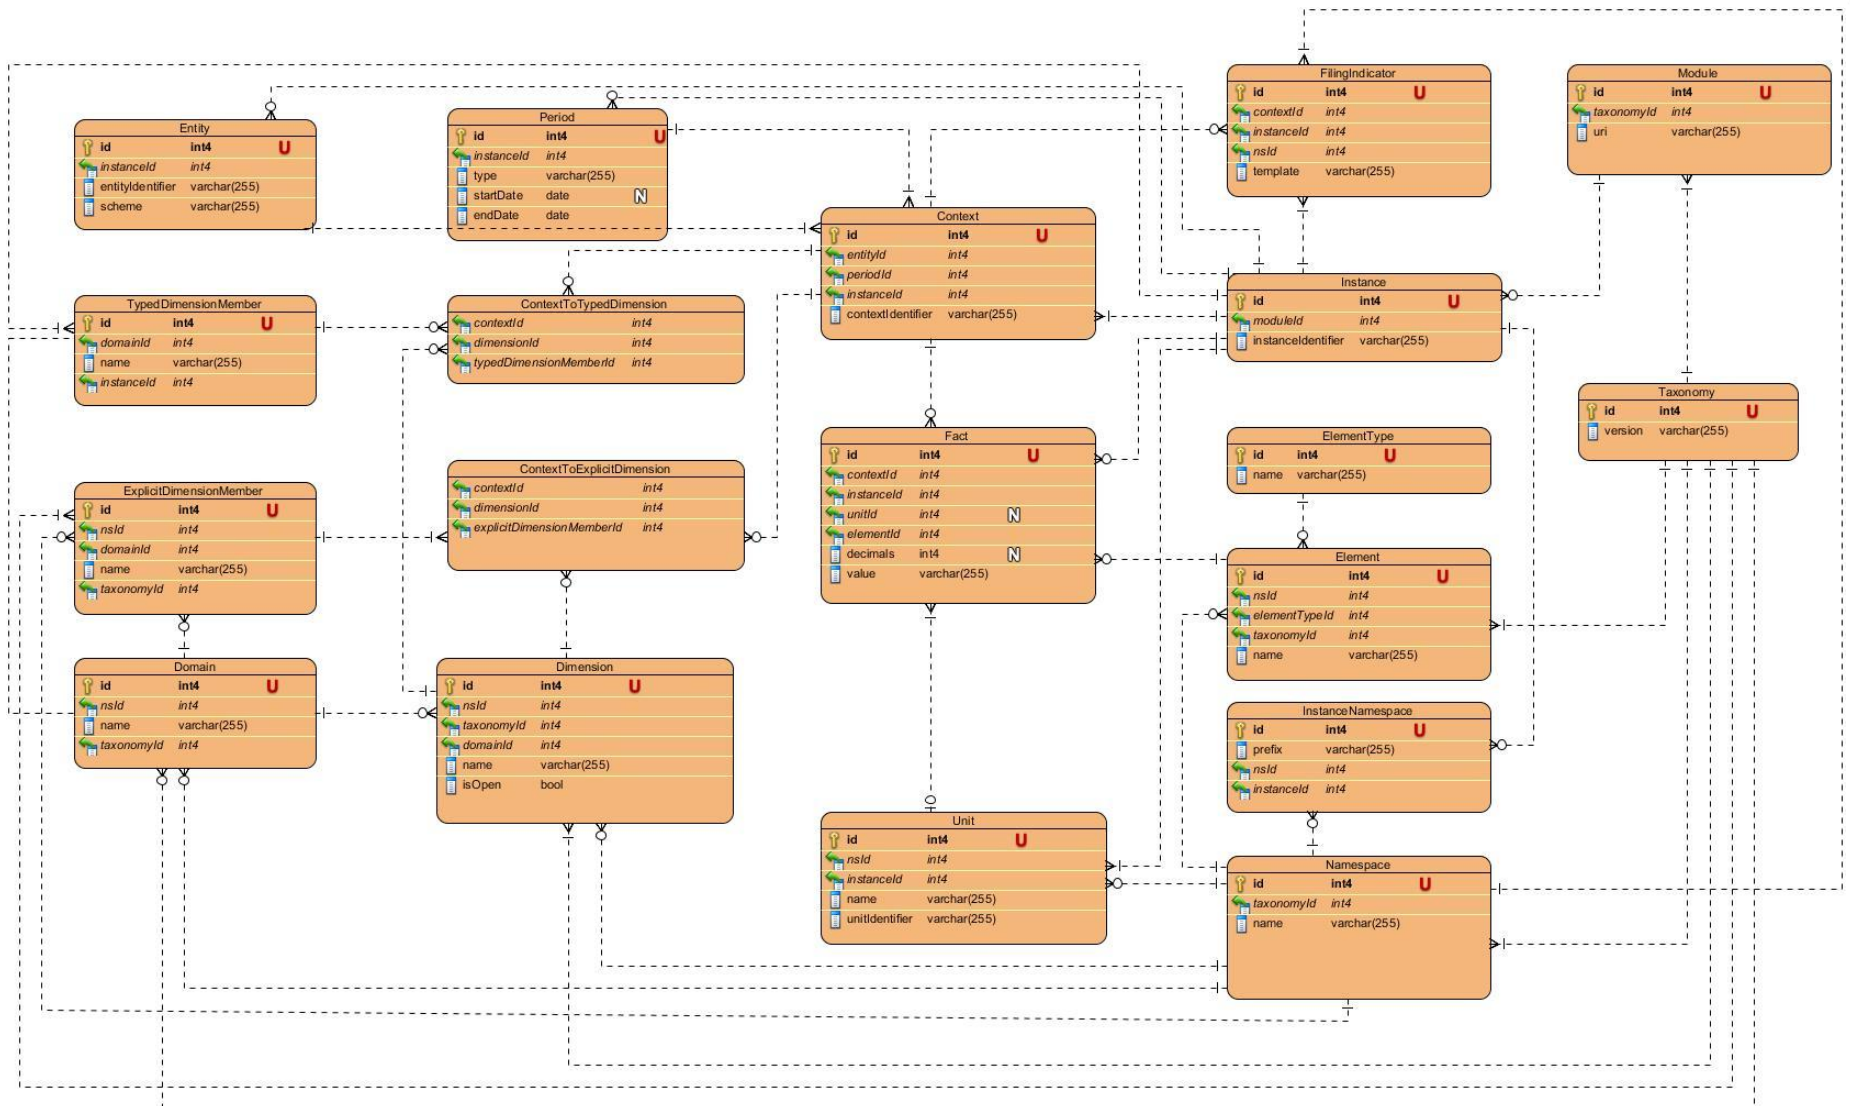 FilingIndicator
id int4 U
contextId int4
instanceId int4
nsId int4
template varchar(255)
Module
id int4 U
taxonomyId int4
uri varchar(255)
Entity
id int4 U
instanceId int4
entityIdentifier varchar(255)
scheme varchar(255)
Period
id int4 U
instanceId int4
type varchar(255)
startDate date N
endDate date
Context
id int4 U
entityId int4
periodId int4
instanceId int4
contextIdentifier varchar(255)
Instance
id int4 U
moduleId int4
instanceIdentifier varchar(255)
TypedDimensionMember
id int4 U
domainId int4
name varchar(255)
instanceId int4
ContextToTypedDimension
contextId int4
dimensionId int4
typedDimensionMemberId int4
Taxonomy
id int4 U
version varchar(255)
Fact
id int4 U
contextId int4
instanceId int4
unitId int4 N
elementId int4
decimals int4 N
value varchar(255)
ElementType
id int4 U
name varchar(255)
ExplicitDimensionMember
id int4 U
nsId int4
domainId int4
name varchar(255)
taxonomyId int4
ContextToExplicitDimension
contextId int4
dimensionId int4
explicitDimensionMemberId int4
Element
id int4 U
nsId int4
elementTypeId int4
taxonomyId int4
name varchar(255)
Domain
id int4 U
nsId int4
name varchar(255)
taxonomyId int4
Dimension
id int4 U
nsId int4
taxonomyId int4
domainId int4
name varchar(255)
isOpen bool
InstanceNamespace
id int4 U
prefix varchar(255)
nsId int4
instanceId int4
Unit
id int4 U
nsId int4
instanceId int4
name varchar(255)
unitIdentifier varchar(255)
Namespace
id int4 U
taxonomyId int4
name varchar(255)